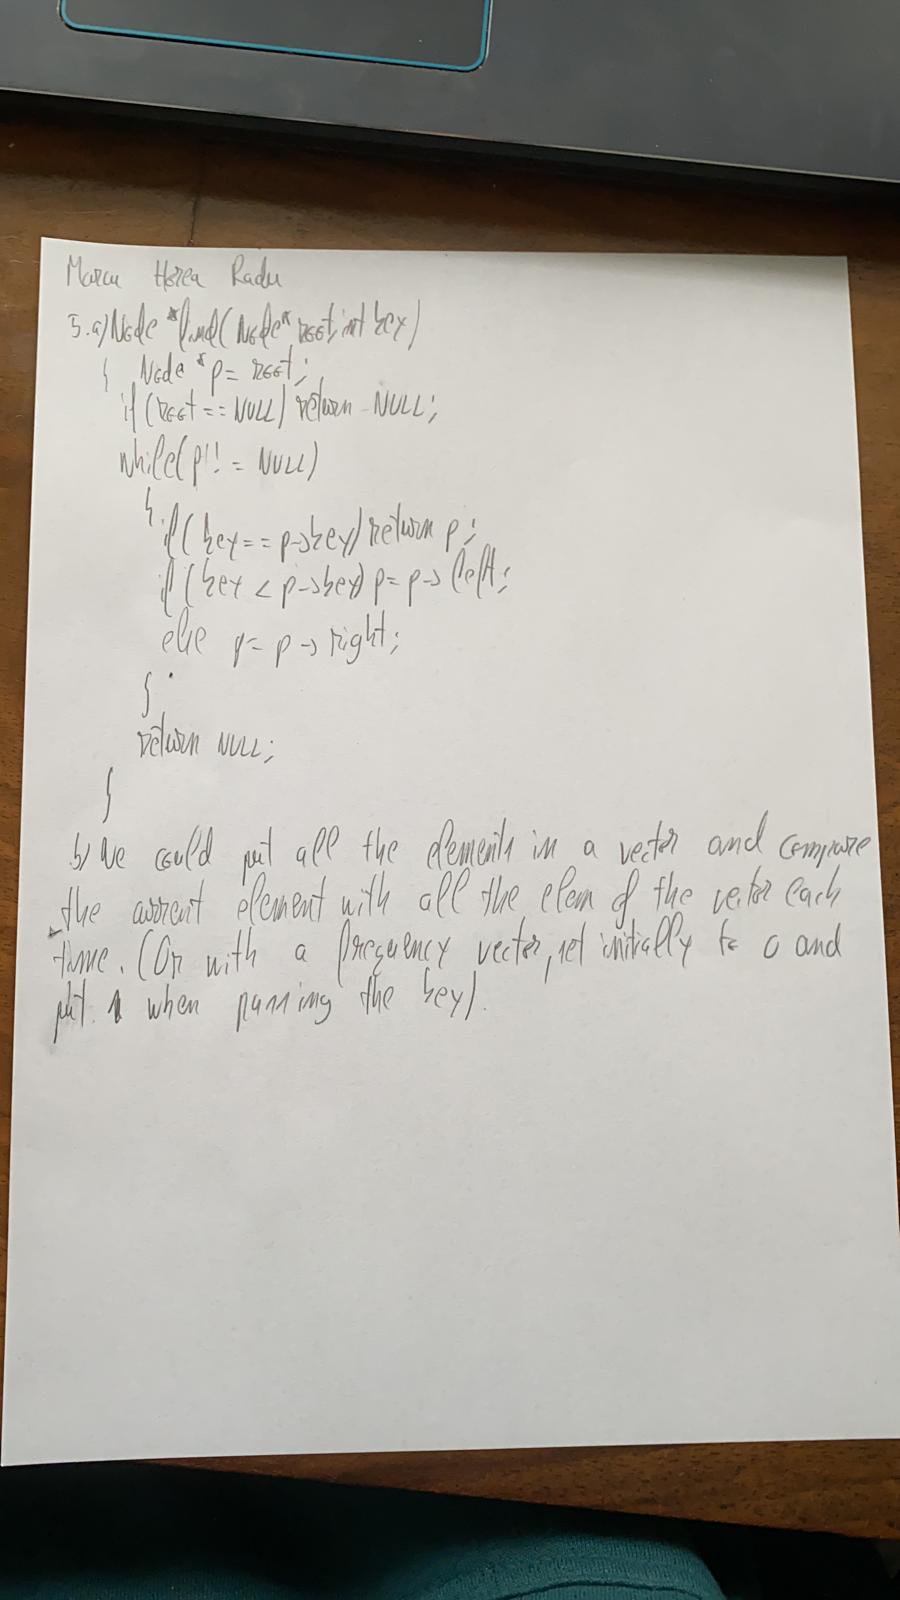 Marcu Horea Radu
5. a) Node *find(Node* root, int key)
{ Node *p = root;
if (root == NULL) return NULL;
while(p != NULL)
{
if (key == p->key) return p;
if (key < p->key) p = p->left;
else p = p -> right;
}
return NULL;
}
b) We could put all the elements in a vector and compare
the current element with all the elem of the vector each
time. (Or with a frequency vector, set initially to 0 and
put 1 when passing the key).